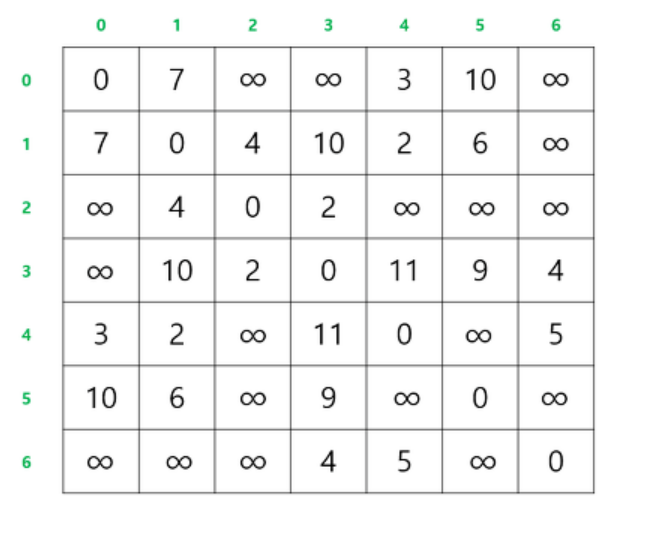 0 1 2 3 4 5 6
0 0 7 ∞ ∞ 3 10 ∞
1 7 0 4 10 2 6 ∞
2 ∞ 4 0 2 ∞ ∞ ∞
3 ∞ 10 2 0 11 9 4
4 3 2 ∞ 11 0 ∞ 5
5 10 6 ∞ 9 ∞ 0 ∞
6 ∞ ∞ ∞ 4 5 ∞ 0